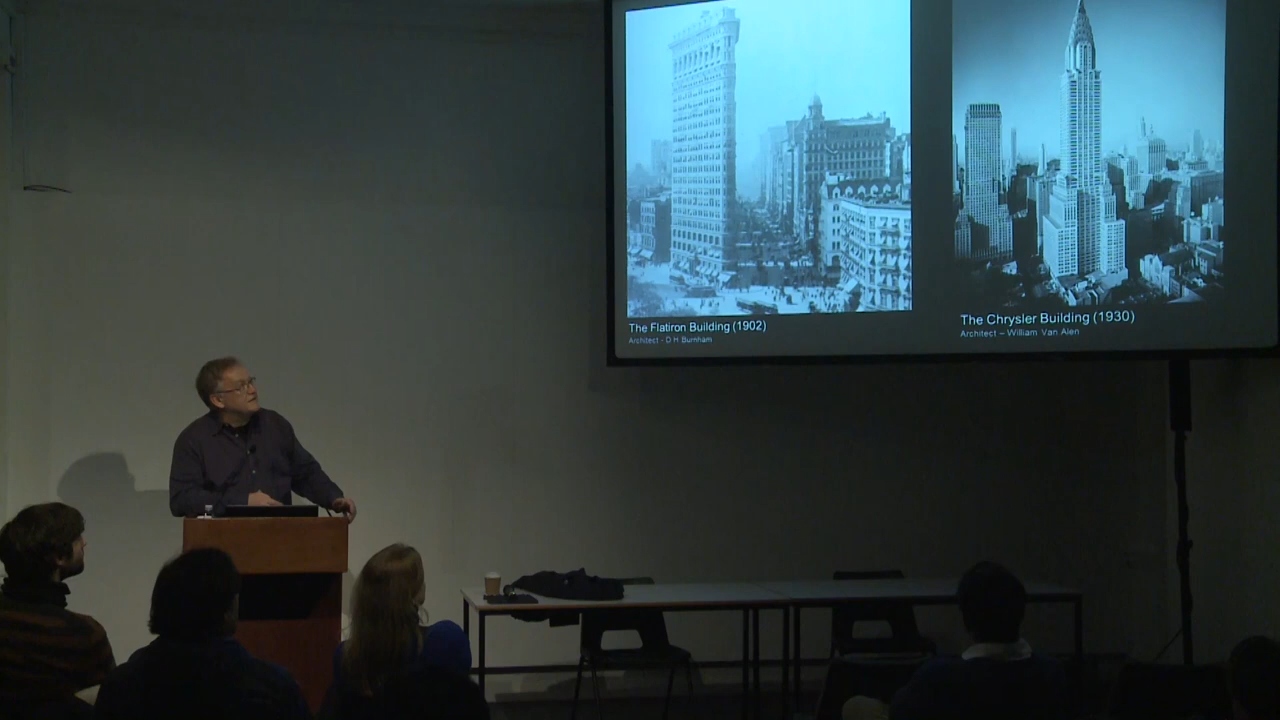 The Flatiron Building (1902)
Architect - D H Burnham
The Chrysler Building (1930)
Architect – William Van Alen